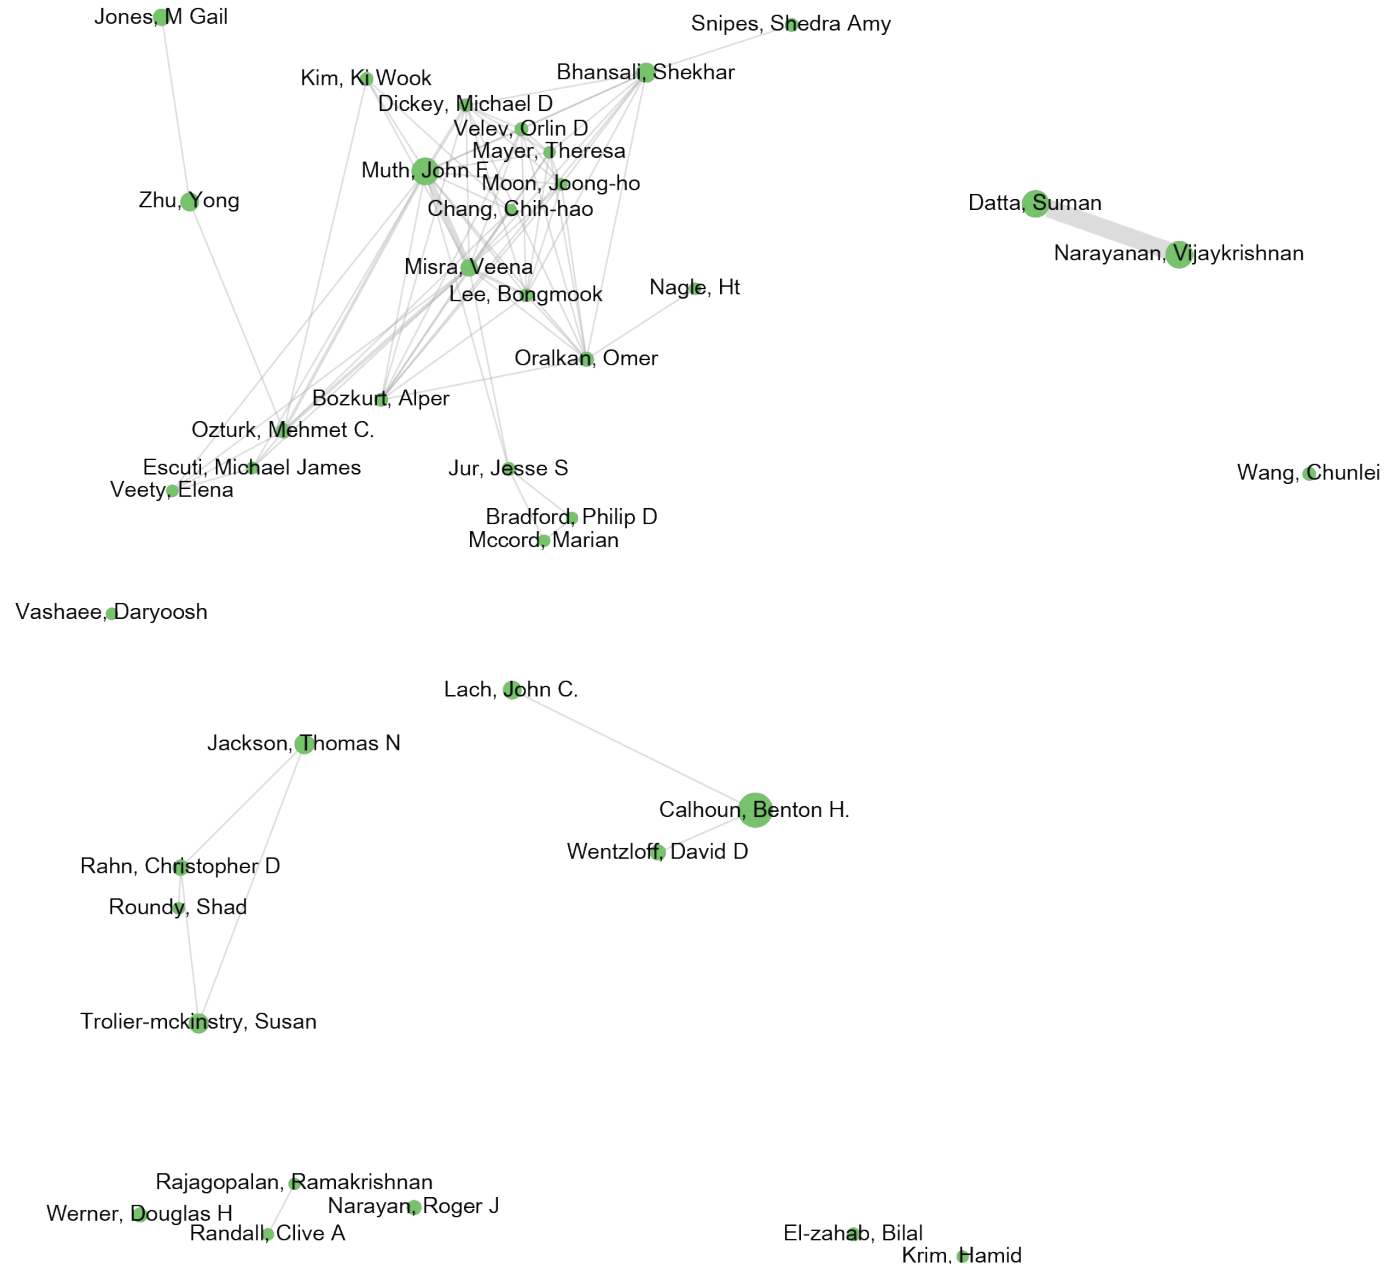 Jones, M Gail
Snipes, Shedra Amy
Bhansali, Shekhar
Kim, Ki Wook
Dickey, Michael D
Velev, Orlin D
Mayer, Theresa
Muth, John F
Moon, Joong-ho
Zhu, Yong
Datta, Suman
Chang, Chih-hao
Narayanan, Vijaykrishnan
Misra, Veena
Nagle, Ht
Lee, Bongmook
Oralkan, Omer
Bozkurt, Alper
Ozturk, Mehmet C.
Escuti, Michael James
Jur, Jesse S
Wang, Chunlei
Veety, Elena
Bradford, Philip D
Mccord, Marian
Vashaee, Daryoosh
Lach, John C.
Jackson, Thomas N
Calhoun, Benton H.
Wentzloff, David D
Rahn, Christopher D
Roundy, Shad
Trolier-mckinstry, Susan
Rajagopalan, Ramakrishnan
Narayan, Roger J
Werner, Douglas H
Randall, Clive A
El-zahab, Bilal
Krim, Hamid